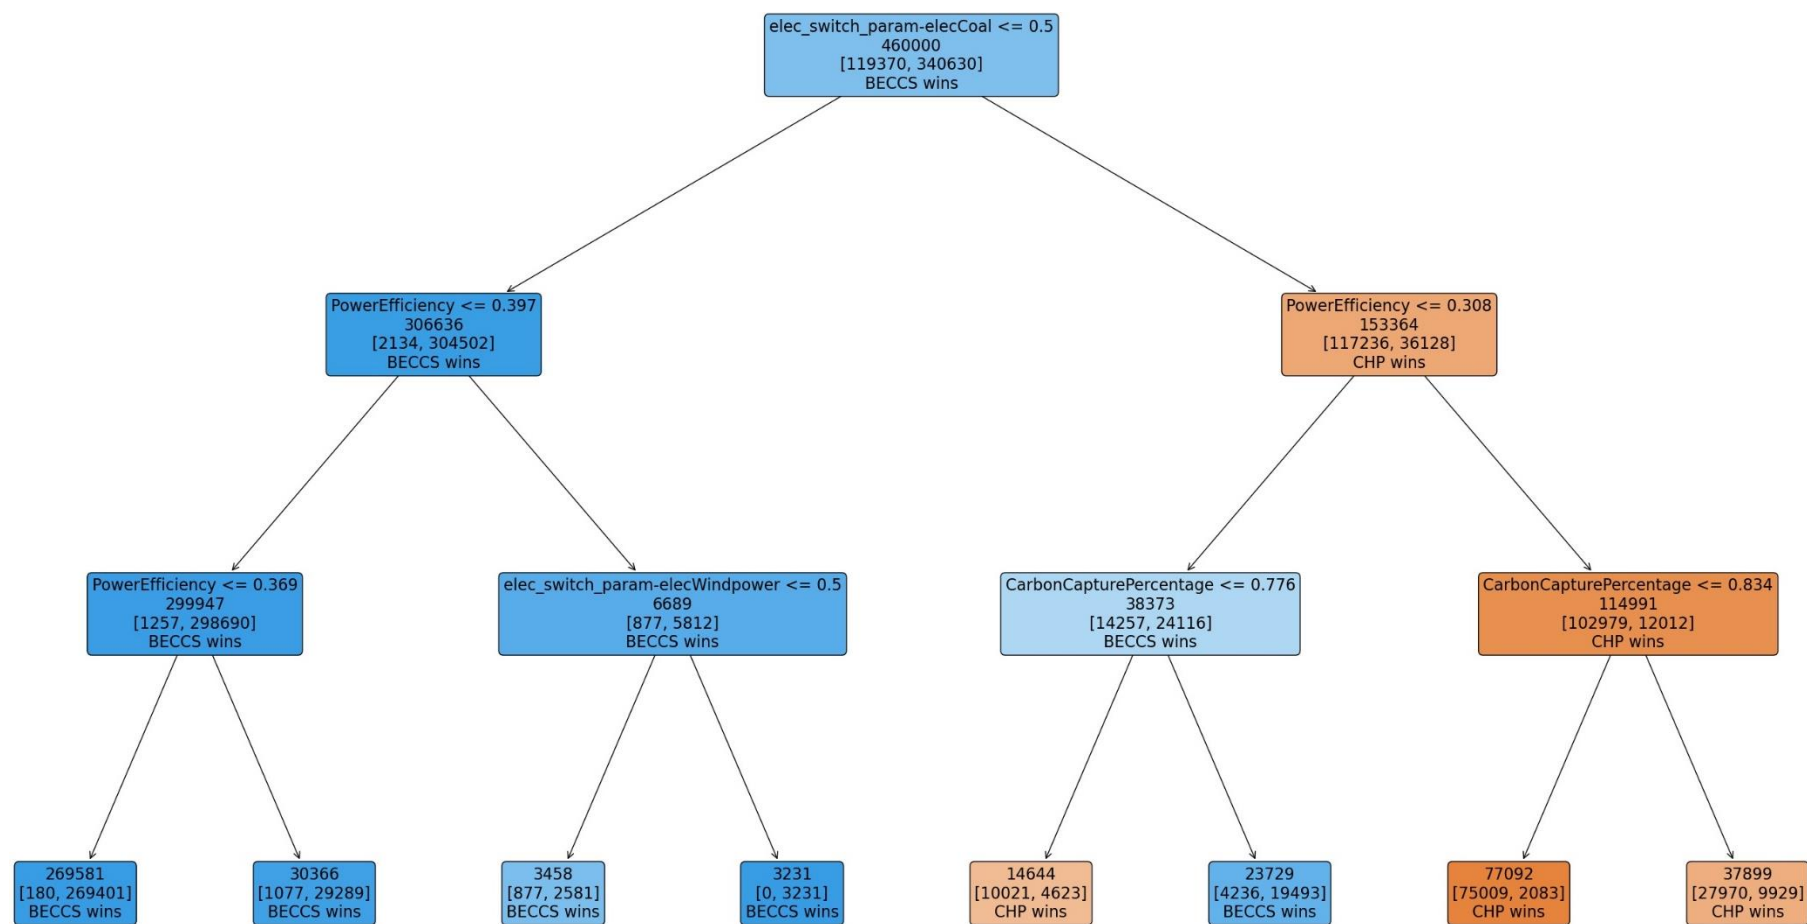 elec_switch_param-elecCoal <= 0.5
460000
[119370, 340630]
BECCS wins
PowerEfficiency <= 0.397
306636
[2134, 304502]
BECCS wins
PowerEfficiency <= 0.308
153364
[117236, 36128]
CHP wins
PowerEfficiency <= 0.369
299947
[1257, 298690]
BECCS wins
elec_switch_param-elecWindpower <= 0.5
6689
[877, 5812]
BECCS wins
CarbonCapturePercentage <= 0.776
38373
[14257, 24116]
BECCS wins
CarbonCapturePercentage <= 0.834
114991
[102979, 12012]
CHP wins
269581
[180, 269401]
BECCS wins
30366
[1077, 29289]
BECCS wins
3458
[877, 2581]
BECCS wins
3231
[0, 3231]
BECCS wins
14644
[10021, 4623]
CHP wins
23729
[4236, 19493]
BECCS wins
77092
[75009, 2083]
CHP wins
37899
[27970, 9929]
CHP wins